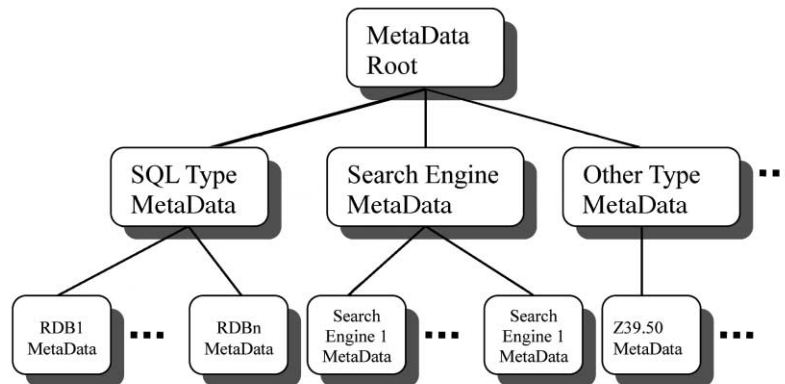 MetaData
Root
SQL Type
MetaData
Search Engine
MetaData
Other Type
MetaData
RDB1
MetaData
RDBn
MetaData
Search
Engine 1
MetaData
Search
Engine 1
MetaData
Z39.50
MetaData